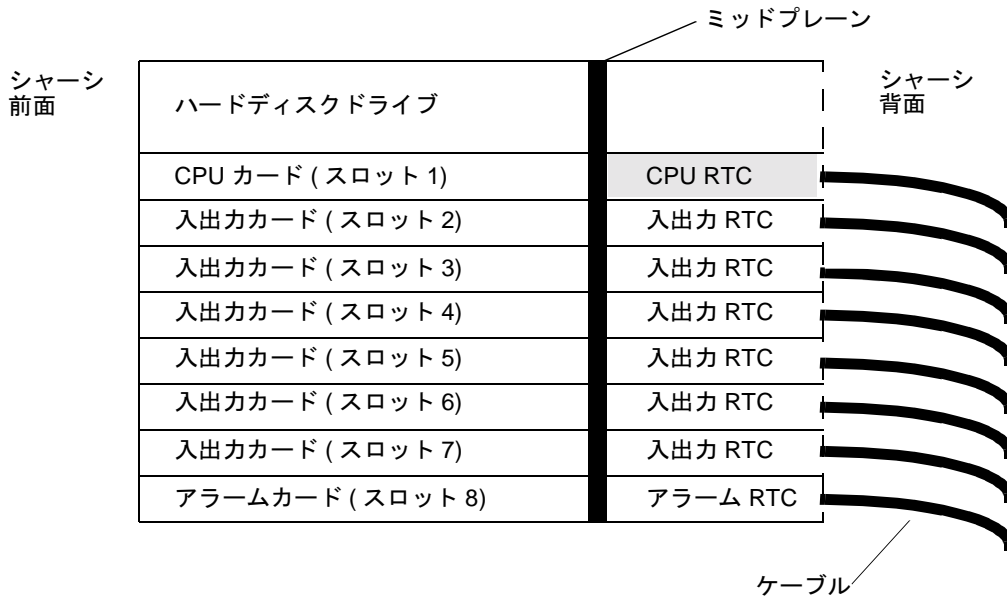 ミッドプレーン
シャーシ
前面
シャーシ
背面
ハードディスクドライブ
CPU カード ( スロット 1)
CPU RTC
入出力カード ( スロット 2)
入出力 RTC
入出力カード ( スロット 3)
入出力 RTC
入出力カード ( スロット 4)
入出力 RTC
入出力カード ( スロット 5)
入出力 RTC
入出力カード ( スロット 6)
入出力 RTC
入出力カード ( スロット 7)
入出力 RTC
アラームカード ( スロット 8)
アラーム RTC
ケーブル